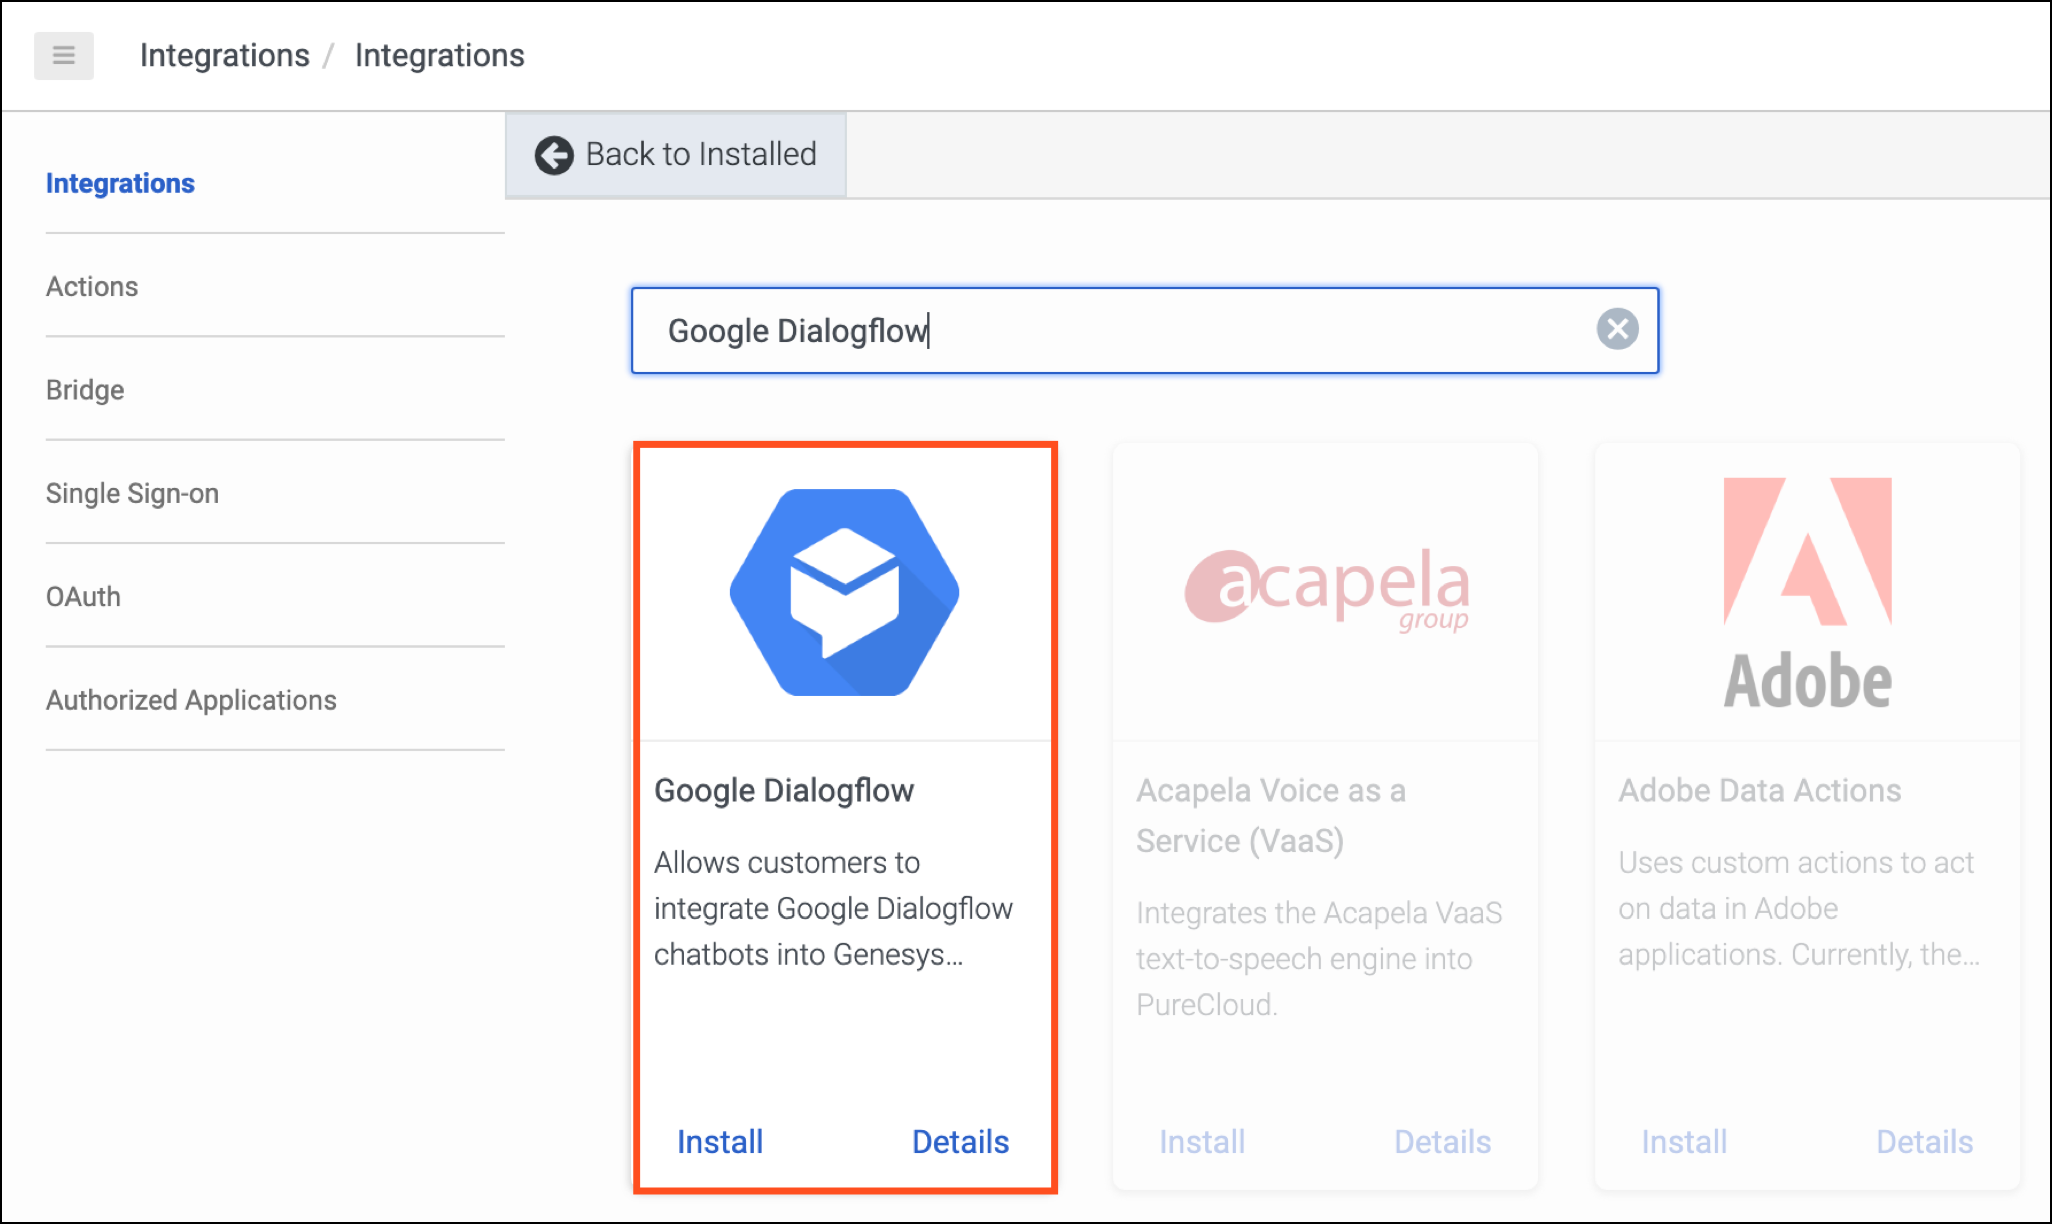 Integrations / Integrations
Integrations
Actions
Bridge
Single Sign-on
OAuth
Authorized Applications
Back to Installed
Google Dialogflow
Google Dialogflow
Allows customers to
integrate Google Dialogflow
chatbots into Genesys...
Install Details
acapela
group
Acapela Voice as a
Service (VaaS)
Integrates the Acapela VaaS
text-to-speech engine into
PureCloud.
Install Details
Adobe
Adobe Data Actions
Uses custom actions to act
on data in Adobe
applications. Currently, the...
Install Details